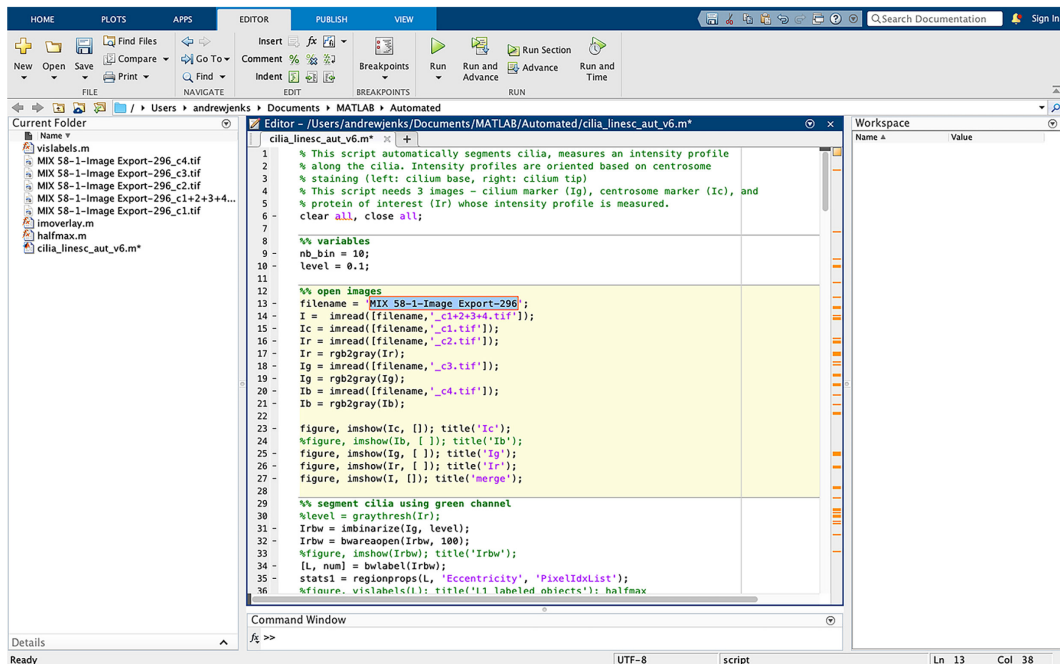 HOME PLOTS APPS EDITOR PUBLISH VIEW Search Documentation Sign In
New Open Save Find Files Compare Print Go To Find Insert fx Comment % Indent Breakpoints Run Run and Advance Run Section Advance Run and Time
FILE NAVIGATE EDIT BREAKPOINTS RUN
/ Users andrewjenks Documents MATLAB Automated
Current Folder
Name
vislabels.m
MIX 58-1-Image Export-296_c4.tif
MIX 58-1-Image Export-296_c3.tif
MIX 58-1-Image Export-296_c2.tif
MIX 58-1-Image Export-296_c1+2+3+4...
MIX 58-1-Image Export-296_c1.tif
imoverlay.m
halfmax.m
cilia_linesc_aut_v6.m*
Details
Editor - /Users/andrewjenks/Documents/MATLAB/Automated/cilia_linesc_aut_v6.m*
cilia_linesc_aut_v6.m* × +
1 % This script automatically segments cilia, measures an intensity profile
2 % along the cilia. Intensity profiles are oriented based on centrosome
3 % staining (left: cilium base, right: cilium tip)
4 % This script needs 3 images - cilium marker (Ig), centrosome marker (Ic), and
5 % protein of interest (Ir) whose intensity profile is measured.
6 - clear all, close all;
7
8 %% variables
9 - nb_bin = 10;
10 - level = 0.1;
11
12 %% open images
13 - filename = 'MIX 58-1-Image Export-296';
14 - I =  imread([filename,'_c1+2+3+4.tif']);
15 - Ic = imread([filename,'_c1.tif']);
16 - Ir = imread([filename,'_c2.tif']);
17 - Ir = rgb2gray(Ir);
18 - Ig = imread([filename,'_c3.tif']);
19 - Ig = rgb2gray(Ig);
20 - Ib = imread([filename,'_c4.tif']);
21 - Ib = rgb2gray(Ib);
22
23 - figure, imshow(Ic, []); title('Ic');
24 %figure, imshow(Ib, [ ]); title('Ib');
25 - figure, imshow(Ig, [ ]); title('Ig');
26 - figure, imshow(Ir, [ ]); title('Ir');
27 - figure, imshow(I, []); title('merge');
28
29 %% segment cilia using green channel
30 %level = graythresh(Ir);
31 - Irbw = imbinarize(Ig, level);
32 - Irbw = bwareaopen(Irbw, 100);
33 %figure, imshow(Irbw); title('Irbw');
34 - [L, num] = bwlabel(Irbw);
35 - stats1 = regionprops(L, 'Eccentricity', 'PixelIdxList');
36 %figure, vislabels(L); title('L1 labeled objects'); halfmax
Command Window
fx >>
Workspace
Name Value
Ready UTF-8 script Ln 13 Col 38